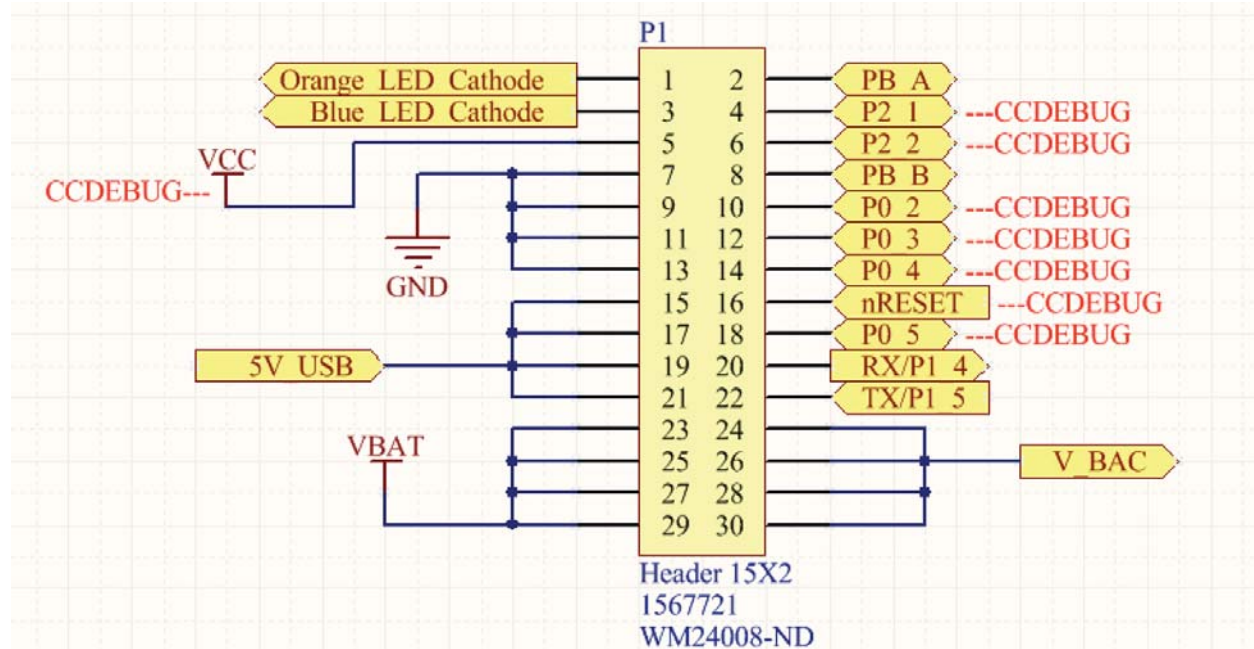 P1
Orange LED Cathode 1 2 PB A
Blue LED Cathode 3 4 P2 1 ---CCDEBUG
5 6 P2 2 ---CCDEBUG
VCC
7 8 PB B
CCDEBUG---
9 10 P0 2 ---CCDEBUG
11 12 P0 3 ---CCDEBUG
13 14 P0 4 ---CCDEBUG
GND
15 16 nRESET ---CCDEBUG
17 18 P0 5 ---CCDEBUG
5V USB 19 20 RX/P1 4
21 22 TX/P1 5
23 24
VBAT
25 26 V_BAC
27 28
29 30
Header 15X2
1567721
WM24008-ND